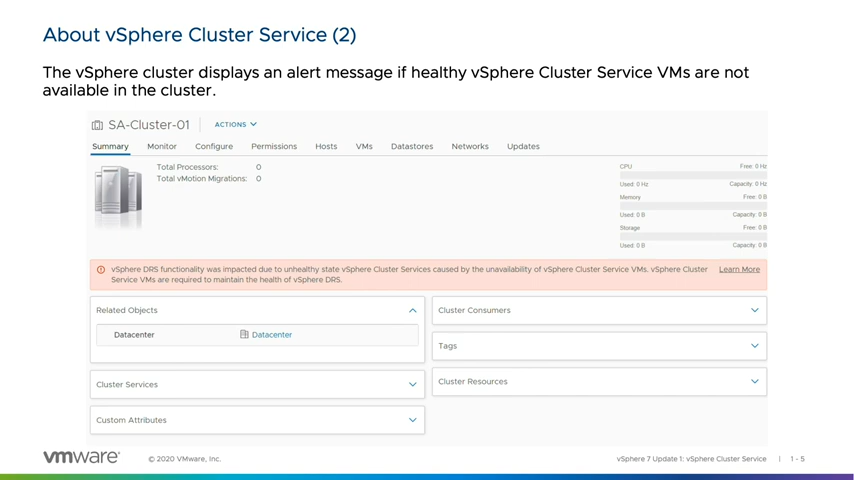 About vSphere Cluster Service (2)
The vSphere cluster displays an alert message if healthy vSphere Cluster Service VMs are not
available in the cluster.
SA-Cluster-01 ACTIONS
Summary Monitor Configure Permissions Hosts VMs Datastores Networks Updates
Total Processors: 0
Total vMotion Migrations: 0
CPU Free: 0 Hz
Used: 0 Hz Capacity: 0 Hz
Memory Free: 0 B
Used: 0 B Capacity: 0 B
Storage Free: 0 B
Used: 0 B Capacity: 0 B
vSphere DRS functionality was impacted due to unhealthy state vSphere Cluster Services caused by the unavailability of vSphere Cluster Service VMs. vSphere Cluster Learn More
Service VMs are required to maintain the health of vSphere DRS.
Related Objects
Datacenter Datacenter
Cluster Services
Custom Attributes
Cluster Consumers
Tags
Cluster Resources
vmware © 2020 VMware, Inc. vSphere 7 Update 1: vSphere Cluster Service | 1 - 5